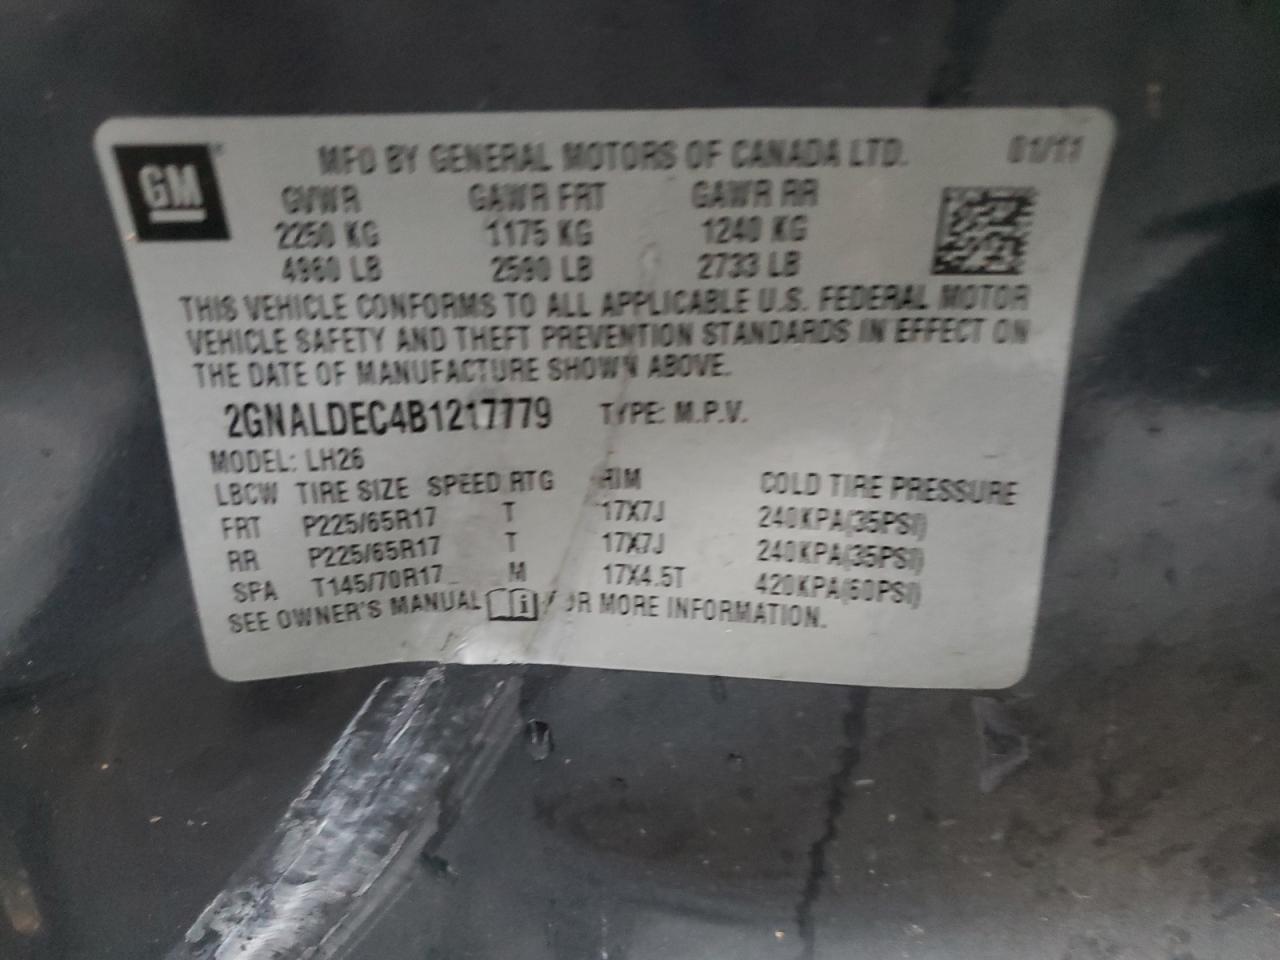 GM
MFD BY GENERAL MOTORS OF CANADA LTD. 01/11
GVWR GAWR FRT GAWR RR
2250 KG 1175 KG 1240 KG
4960 LB 2590 LB 2733 LB
THIS VEHICLE CONFORMS TO ALL APPLICABLE U.S. FEDERAL MOTOR
VEHICLE SAFETY AND THEFT PREVENTION STANDARDS IN EFFECT ON
THE DATE OF MANUFACTURE SHOWN ABOVE.
2GNALDEC4B1217779 TYPE: M.P.V.
MODEL: LH26
LBCW TIRE SIZE SPEED RTG RIM COLD TIRE PRESSURE
FRT P225/65R17 T 17X7J 240KPA(35PSI)
RR P225/65R17 T 17X7J 240KPA(35PSI)
SPA T145/70R17 M 17X4.5T 420KPA(60PSI)
SEE OWNER'S MANUAL i FOR MORE INFORMATION.